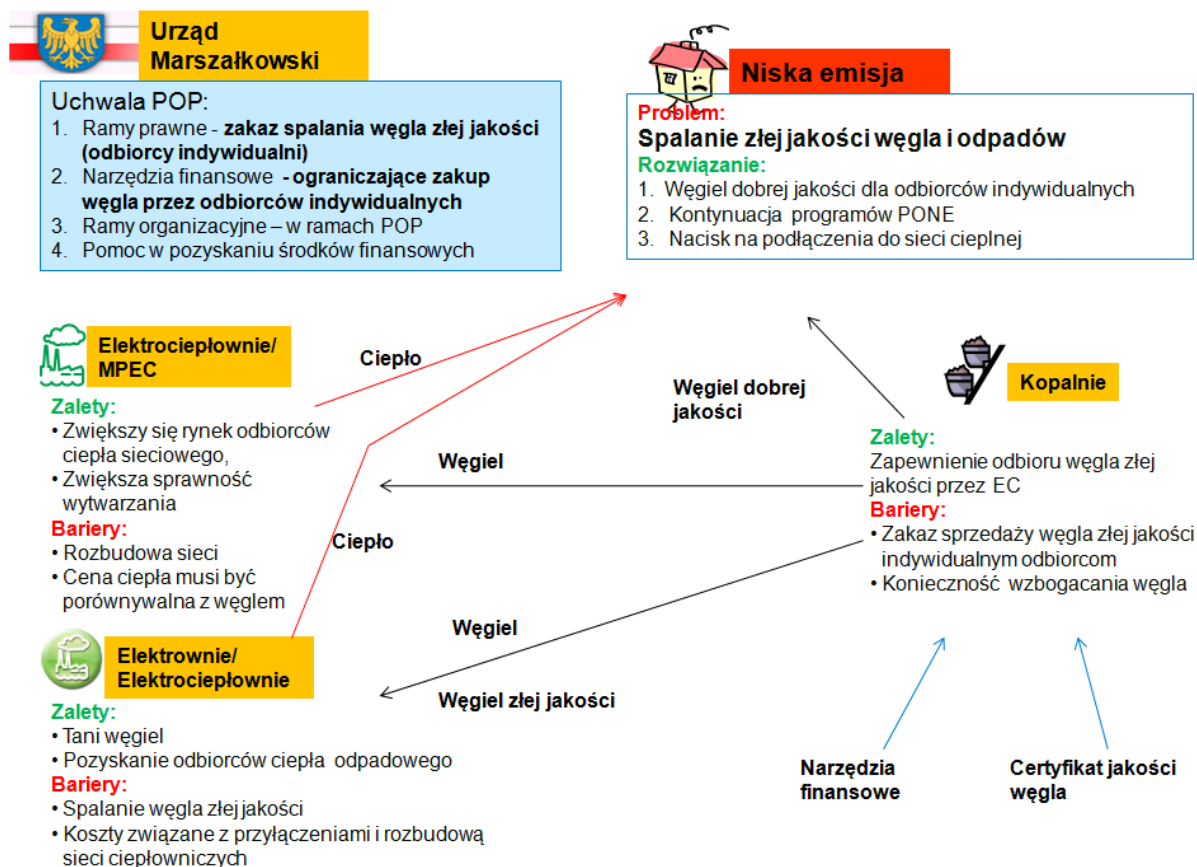 Urząd
Marszałkowski
Uchwala POP:
1. Ramy prawne - zakaz spalania węgla złej jakości
(odbiorcy indywidualni)
2. Narzędzia finansowe - ograniczające zakup
węgla przez odbiorców indywidualnych
3. Ramy organizacyjne – w ramach POP
4. Pomoc w pozyskaniu środków finansowych
Niska emisja
Problem:
Spalanie złej jakości węgla i odpadów
Rozwiązanie:
1. Węgiel dobrej jakości dla odbiorców indywidualnych
2. Kontynuacja programów PONE
3. Nacisk na podłączenia do sieci cieplnej
Elektrociepłownie/
MPEC
Zalety:
• Zwiększy się rynek odbiorców
ciepła sieciowego,
• Zwiększa sprawność
wytwarzania
Bariery:
• Rozbudowa sieci
• Cena ciepła musi być
porównywalna z węglem
Ciepło
Węgiel dobrej
jakości
Węgiel
Ciepło
Węgiel
Węgiel złej jakości
Kopalnie
Zalety:
Zapewnienie odbioru węgla złej
jakości przez EC
Bariery:
• Zakaz sprzedaży węgla złej jakości
indywidualnym odbiorcom
• Konieczność wzbogacania węgla
Elektrownie/
Elektrociepłownie
Zalety:
• Tani węgiel
• Pozyskanie odbiorców ciepła odpadowego
Bariery:
• Spalanie węgla złej jakości
• Koszty związane z przyłączeniami i rozbudową
sieci ciepłowniczych
Narzędzia
finansowe
Certyfikat jakości
węgla